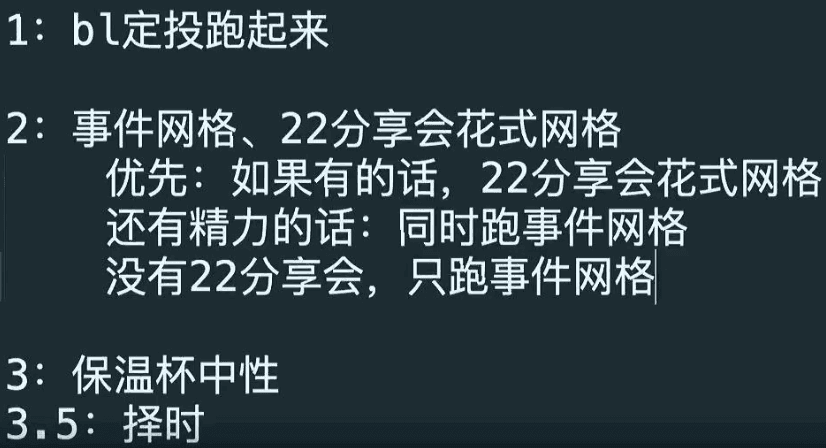 1: bl定投跑起来
2: 事件网格、22分享会花式网格
优先: 如果有的话, 22分享会花式网格
还有精力的话: 同时跑事件网格
没有22分享会, 只跑事件网格
3: 保温杯中性
3.5: 择时